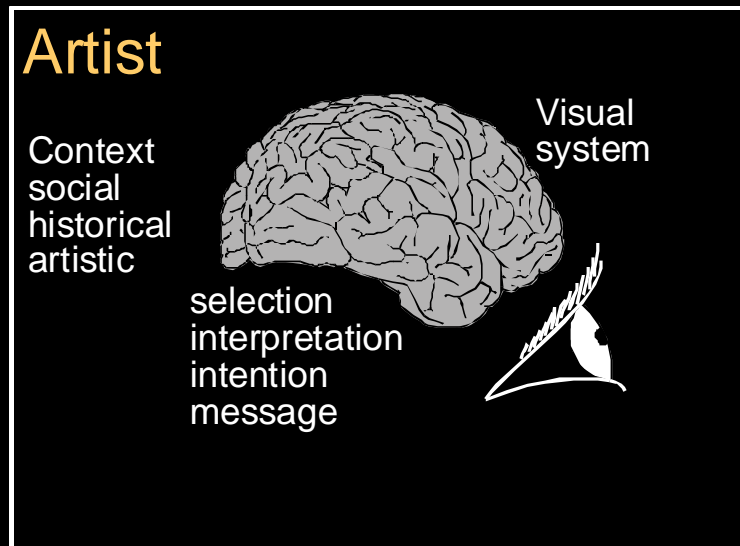 Artist
Context
social
historical
artistic
Visual
system
selection
interpretation
intention
message